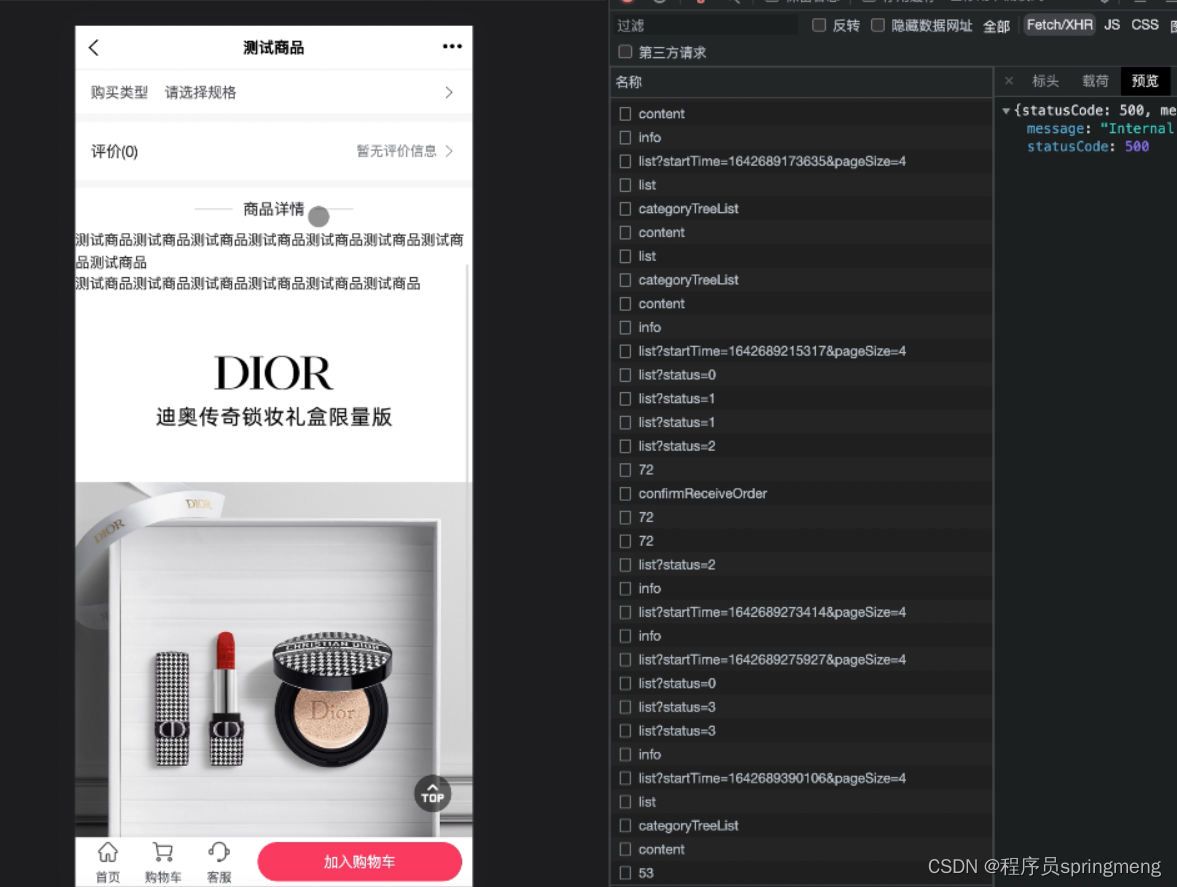 测试商品
购买类型 请选择规格
评价(0) 暂无评价信息
商品详情
测试商品测试商品测试商品测试商品测试商品测试商品测试商
品测试商品
测试商品测试商品测试商品测试商品测试商品测试商品
DIOR
迪奥传奇锁妆礼盒限量版
DIOR
DIOR
CHRISTIAN DIOR
Dior
TOP
首页 购物车 客服 加入购物车
过滤 反转 隐藏数据网址 全部 Fetch/XHR JS CSS
第三方请求
名称
content
info
list?startTime=1642689173635&pageSize=4
list
categoryTreeList
content
list
categoryTreeList
content
info
list?startTime=1642689215317&pageSize=4
list?status=0
list?status=1
list?status=1
list?status=2
72
confirmReceiveOrder
72
72
list?status=2
info
list?startTime=1642689273414&pageSize=4
info
list?startTime=1642689275927&pageSize=4
list?status=0
list?status=3
list?status=3
info
list?startTime=1642689390106&pageSize=4
list
categoryTreeList
content
53
× 标头 载荷 预览
{statusCode: 500, me
message: "Internal
statusCode: 500
CSDN @程序员springmeng